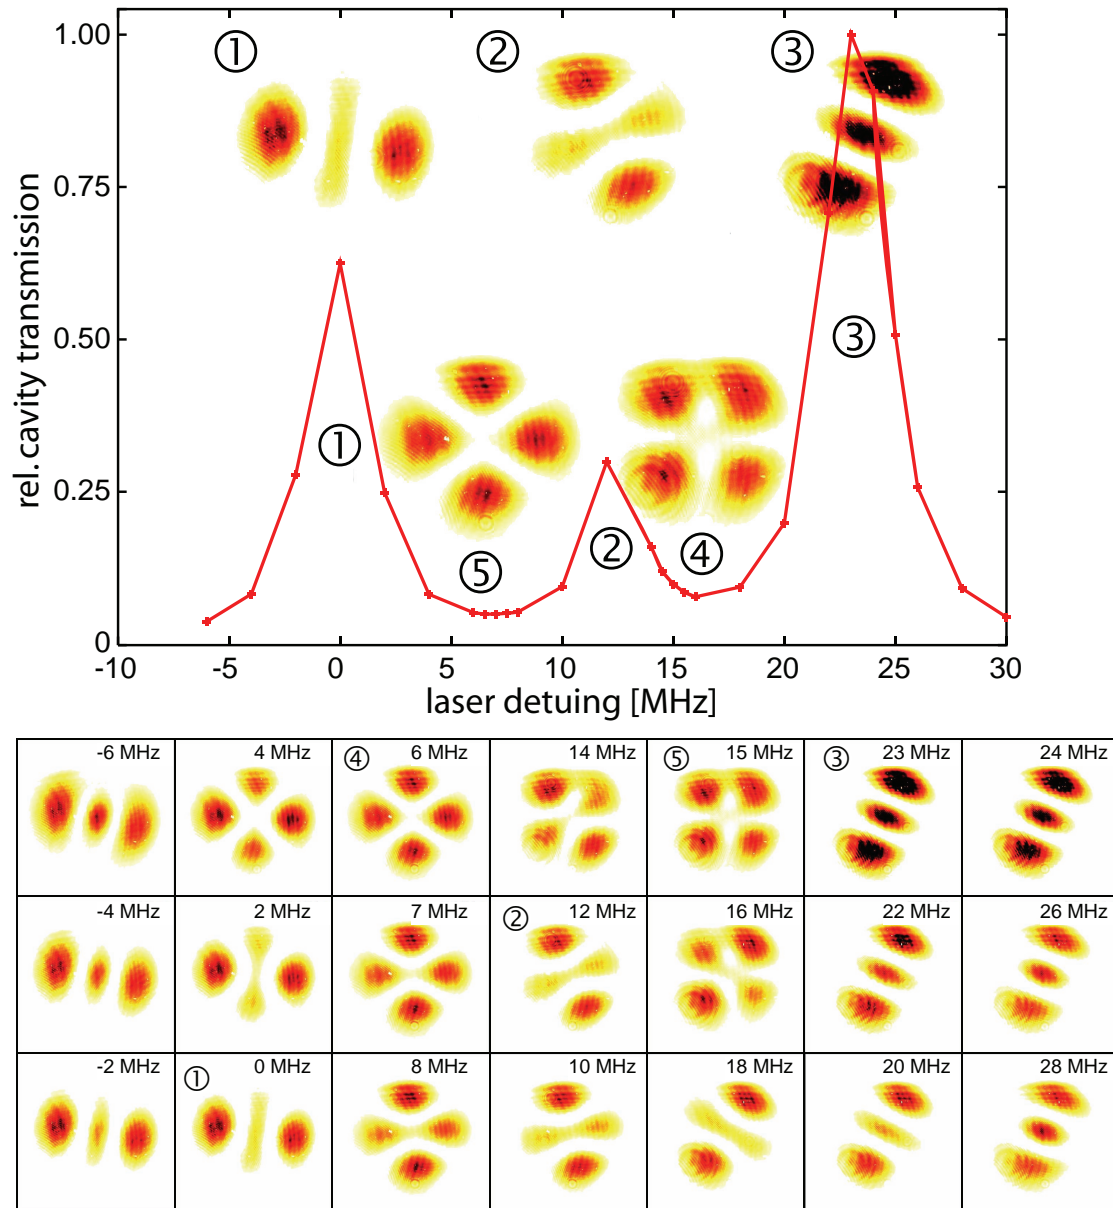 1.00
0.75
0.50
0.25
0
rel. cavity transmission
① ② ③
① ③
⑤ ② ④
-10 -5 0 5 10 15 20 25 30
laser detuing [MHz]
-6 MHz 4 MHz ④ 6 MHz 14 MHz ⑤ 15 MHz ③ 23 MHz 24 MHz
-4 MHz 2 MHz 7 MHz ② 12 MHz 16 MHz 22 MHz 26 MHz
-2 MHz ① 0 MHz 8 MHz 10 MHz 18 MHz 20 MHz 28 MHz